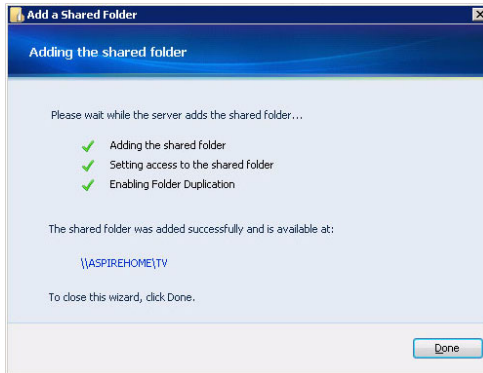 Add a Shared Folder
Adding the shared folder
Please wait while the server adds the shared folder...
Adding the shared folder
Setting access to the shared folder
Enabling Folder Duplication
The shared folder was added successfully and is available at:
\\ASPIREHOME\TV
To close this wizard, click Done.
Done